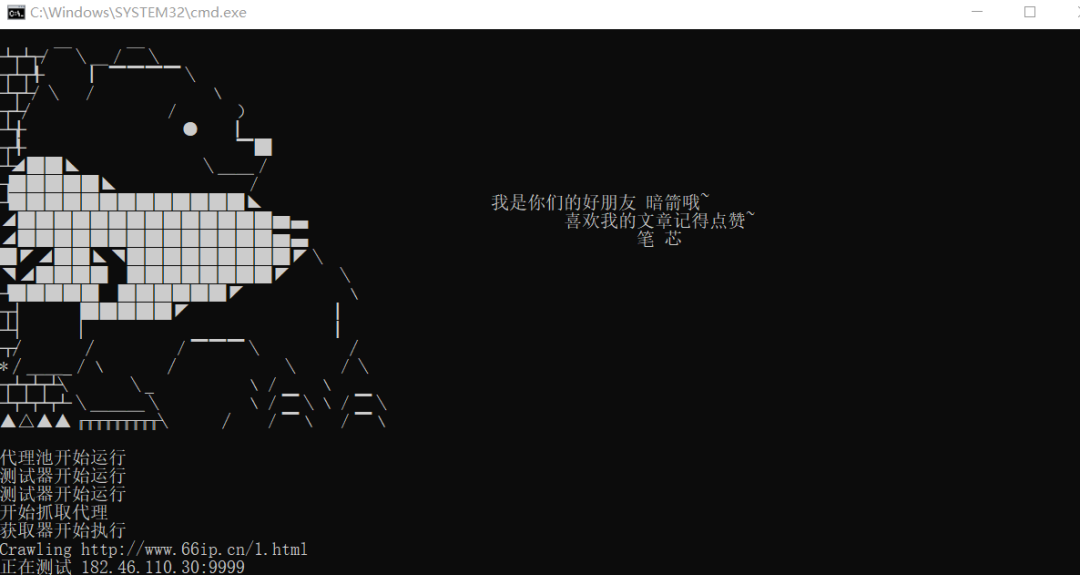 C:\Windows\SYSTEM32\cmd.exe
我是你们的好朋友 暗箭哦~
喜欢我的文章记得点赞~
笔 芯
代理池开始运行
测试器开始运行
测试器开始运行
开始抓取代理
获取器开始执行
Crawling http://www.66ip.cn/1.html
正在测试 182.46.110.30:9999